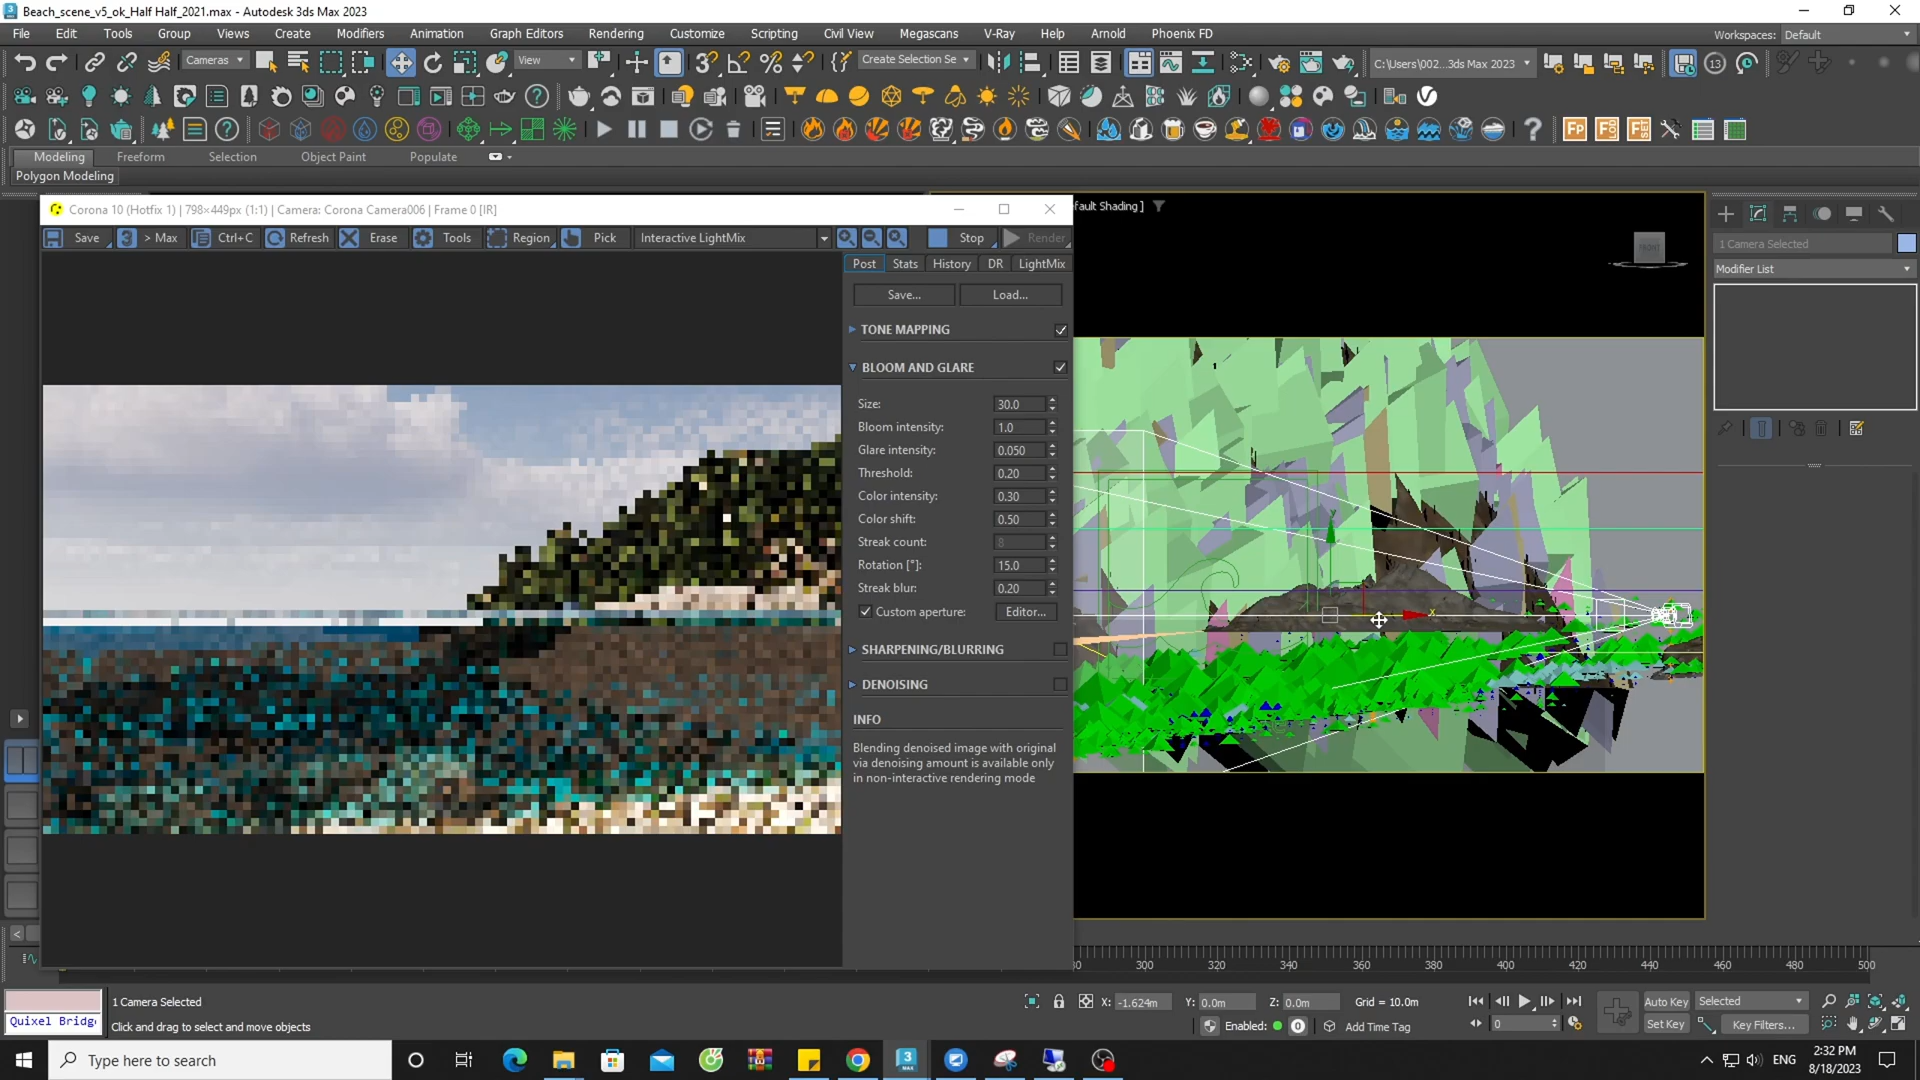 Beach_scene_v5_ok_Half Half_2021.max - Autodesk 3ds Max 2023
File Edit Tools Group Views Create Modifiers Animation Graph Editors Rendering Customize Scripting Civil View Megascans V-Ray Help Arnold Phoenix FD
Workspaces: Default
Cameras View Create Selection Se C:\Users\002...3ds Max 2023 13
Fp
Modeling Freeform Selection Object Paint Populate
Polygon Modeling
Corona 10 (Hotfix 1) | 798×449px (1:1) | Camera: Corona Camera006 | Frame 0 [IR]
Save 3 > Max Ctrl+C Refresh Erase Tools Region Pick Interactive LightMix Stop Render
Post Stats History DR LightMix
Save... Load...
TONE MAPPING
BLOOM AND GLARE
Size: 30.0
Bloom intensity: 1.0
Glare intensity: 0.050
Threshold: 0.20
Color intensity: 0.30
Color shift: 0.50
Streak count: 8
Rotation [°]: 15.0
Streak blur: 0.20
Custom aperture: Editor...
SHARPENING/BLURRING
DENOISING
INFO
Blending denoised image with original
via denoising amount is available only
in non-interactive rendering mode
fault Shading ]
FRONT
y
x
1 Camera Selected
Modifier List
300 320 340 360 380 400 420 440 460 480 500
1 Camera Selected
Click and drag to select and move objects
Quixel Bridg
X: -1.624m Y: 0.0m Z: 0.0m Grid = 10.0m
Enabled: 0 Add Time Tag
0
Auto Key Selected
Set Key Key Filters...
Type here to search
3 MAX
ENG
2:32 PM
8/18/2023